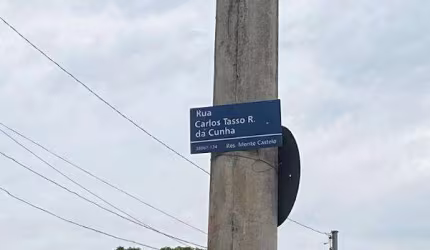 Rua
Carlos Tasso R.
da Cunha
Res. Monte Castelo